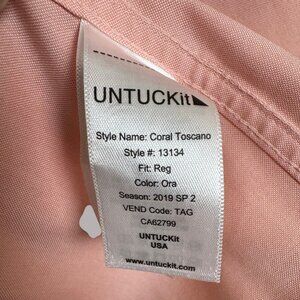 UNTUCKit
Style Name: Coral Toscano
Style #: 13134
Fit: Reg
Color: Ora
Season: 2019 SP 2
VEND Code: TAG
CA62799
UNTUCKit
USA
www.untuckit.com